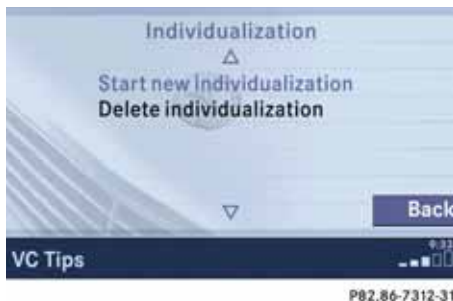 Individualization
Start new individualization
Delete individualization
Back
VC Tips
P82.86-7312-31